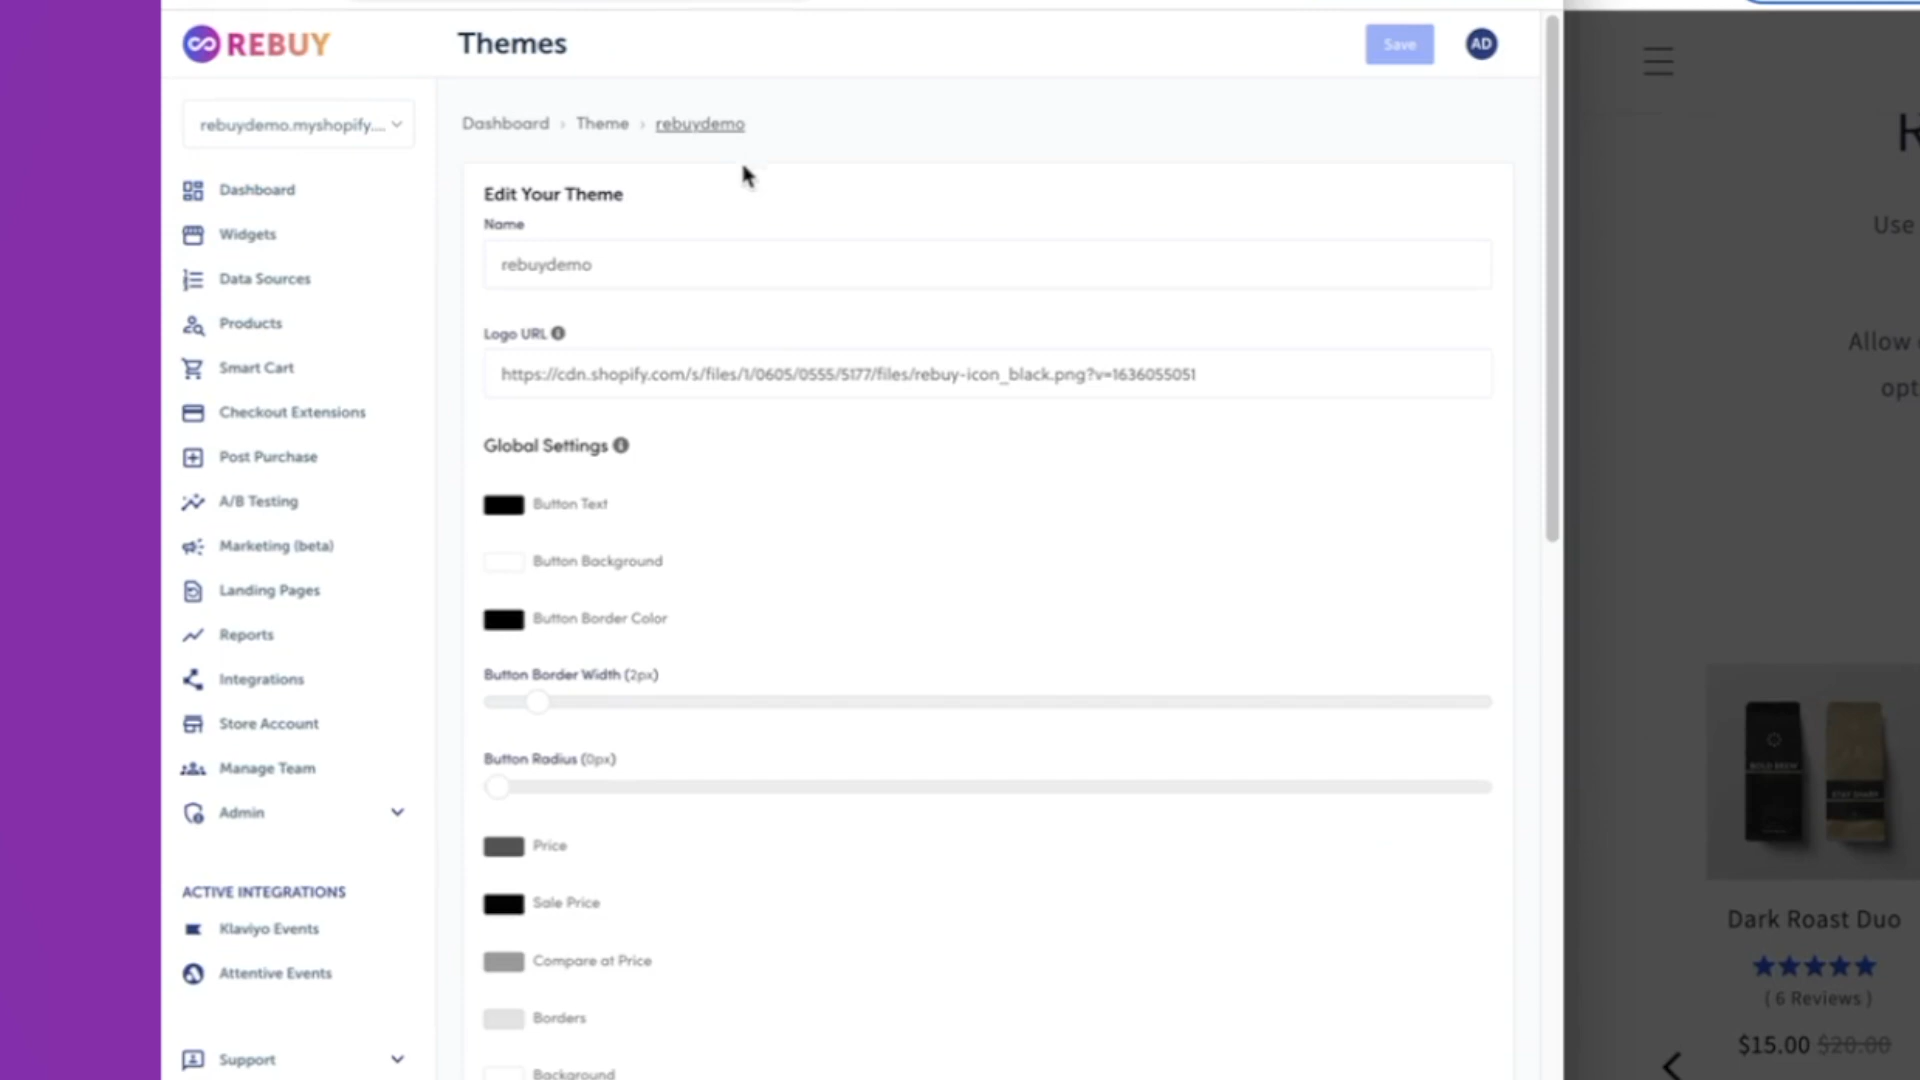 REBUY
Themes
Save
AD
rebuydemo.myshopify....
Dashboard
Widgets
Data Sources
Products
Smart Cart
Checkout Extensions
Post Purchase
A/B Testing
Marketing (beta)
Landing Pages
Reports
Integrations
Store Account
Manage Team
Admin
ACTIVE INTEGRATIONS
Klaviyo Events
Attentive Events
Support
Dashboard › Theme › rebuydemo
Edit Your Theme
Name
rebuydemo
Logo URL
https://cdn.shopify.com/s/files/1/0605/0555/5177/files/rebuy-icon_black.png?v=1636055051
Global Settings
Button Text
Button Background
Button Border Color
Button Border Width (2px)
Button Radius (0px)
Price
Sale Price
Compare at Price
Borders
Background
Use
Allow
opt
BOLD BREW
STAY SHARP
Dark Roast Duo
( 6 Reviews )
$15.00 $20.00